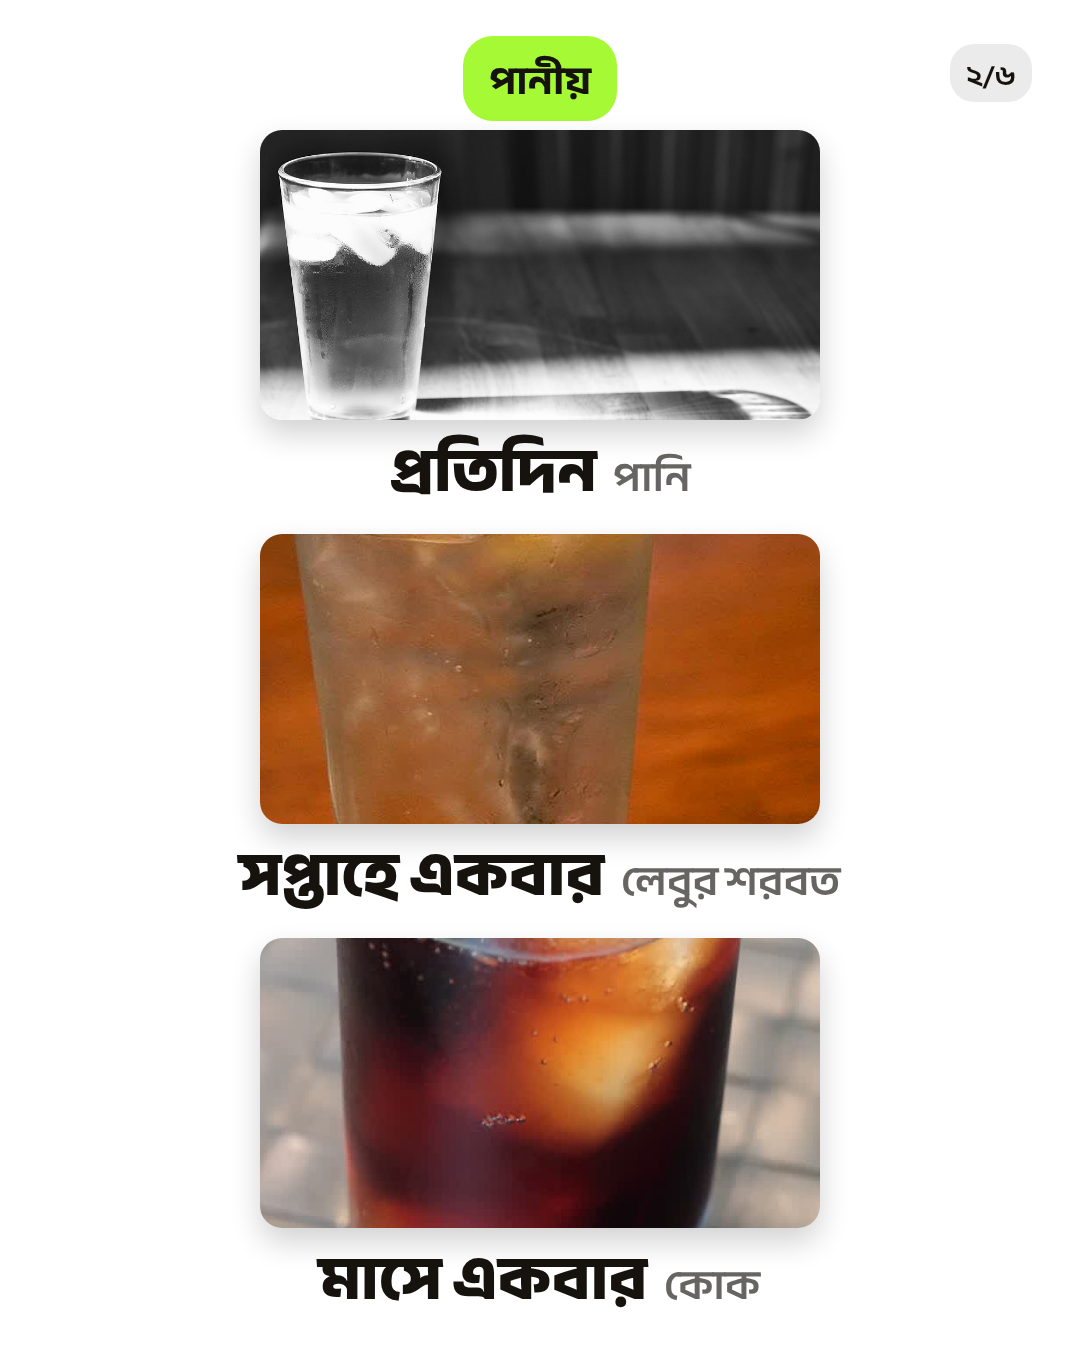 পানীয়
২/৬
প্রতিদিন পানি
সপ্তাহে একবার লেবুর শরবত
মাসে একবার কোক